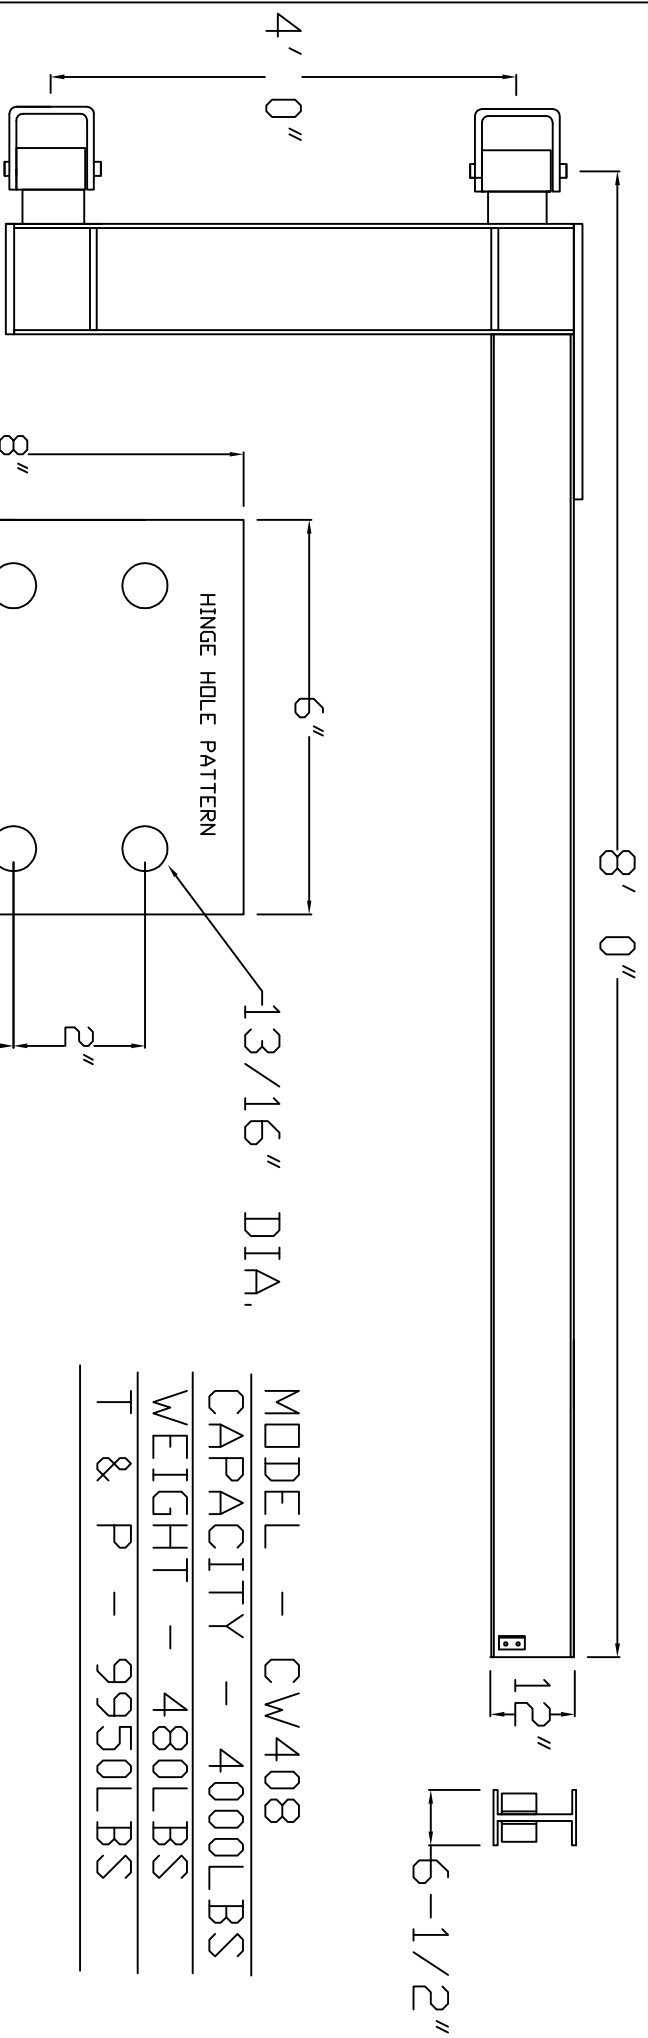 8' 0"
4' 0"
12"
6-1/2"
6"
8"
HINGE HOLE PATTERN
2"
13/16" DIA.
MODEL - CW408
CAPACITY - 4000LBS
WEIGHT - 480LBS
T & P - 9950LBS